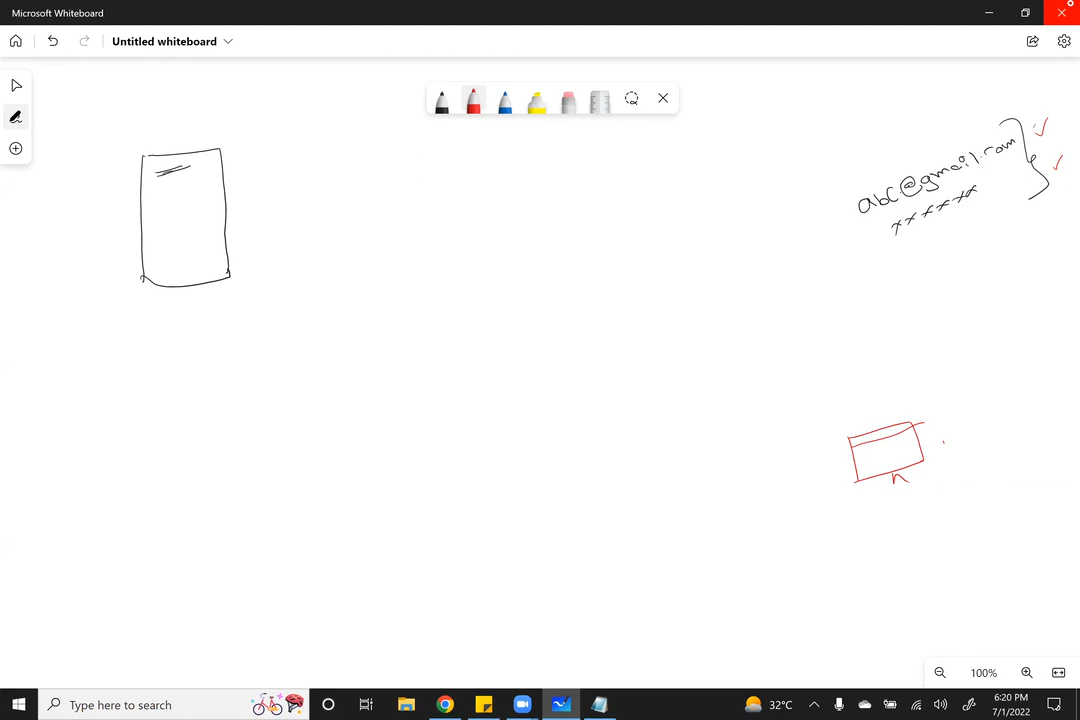 Microsoft Whiteboard
Untitled whiteboard
abc.@gmail.com
xxxxxx
n
100%
Type here to search
32°C
6:20 PM
7/1/2022